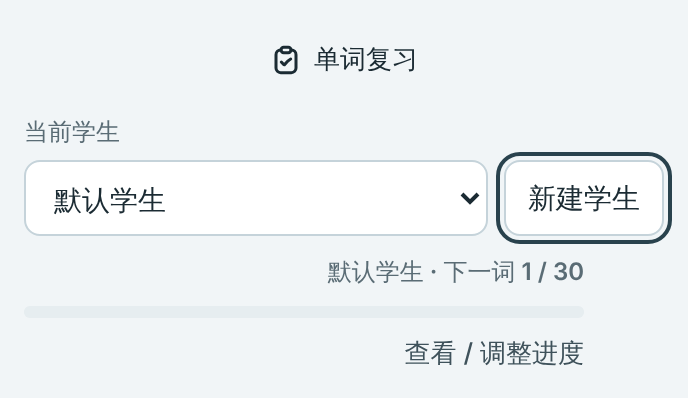 单词复习
当前学生
默认学生 新建学生
默认学生 · 下一词 1 / 30
查看 / 调整进度